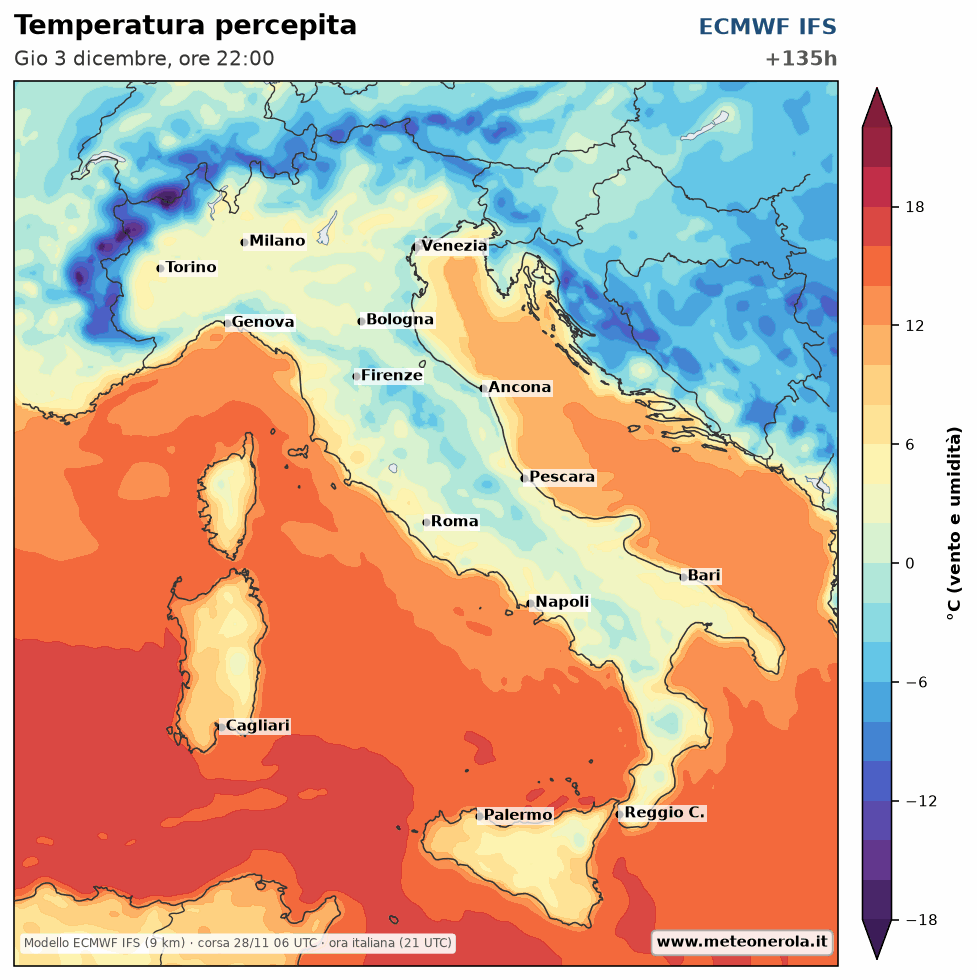 Temperatura percepita
ECMWF IFS
Gio 3 dicembre, ore 22:00
+135h
Milano
Venezia
Torino
Genova
Bologna
Firenze
Ancona
Pescara
Roma
Bari
Napoli
Cagliari
Palermo
Reggio C.
18
12
6
0
−6
−12
−18
°C (vento e umidità)
Modello ECMWF IFS (9 km) · corsa 28/11 06 UTC · ora italiana (21 UTC)
www.meteonerola.it